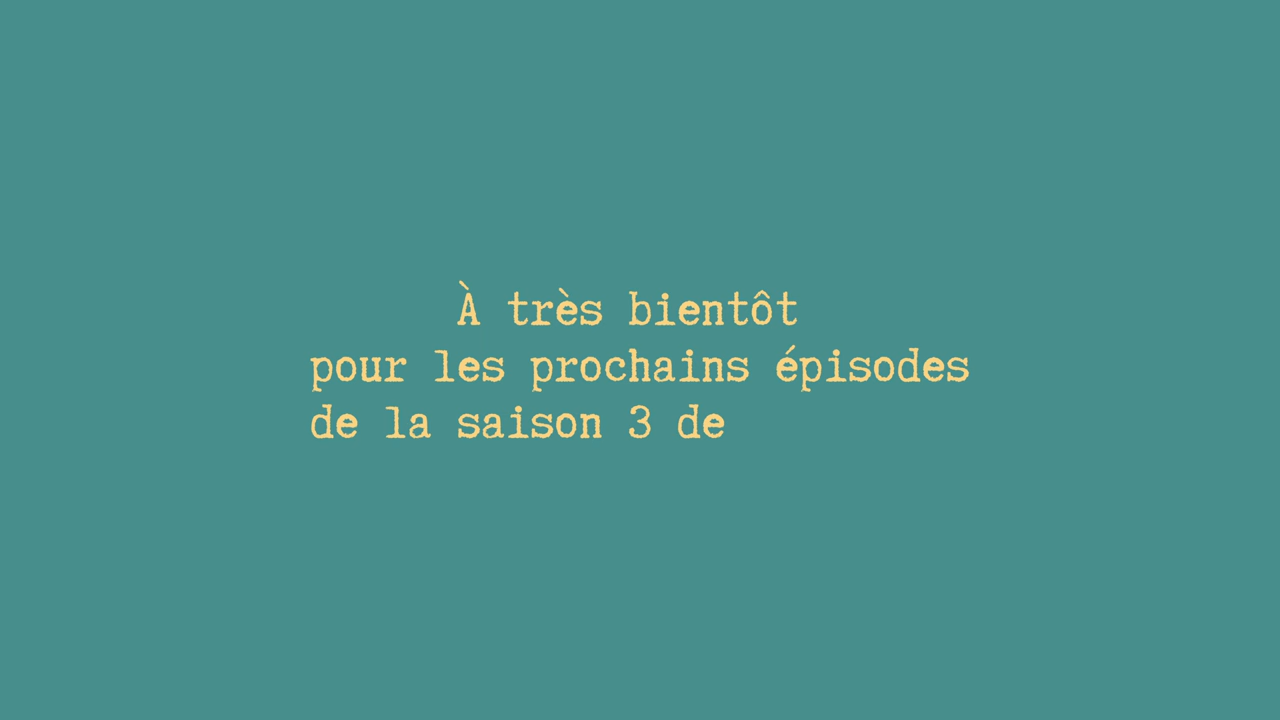 À très bientôt
pour les prochains épisodes
de la saison 3 de